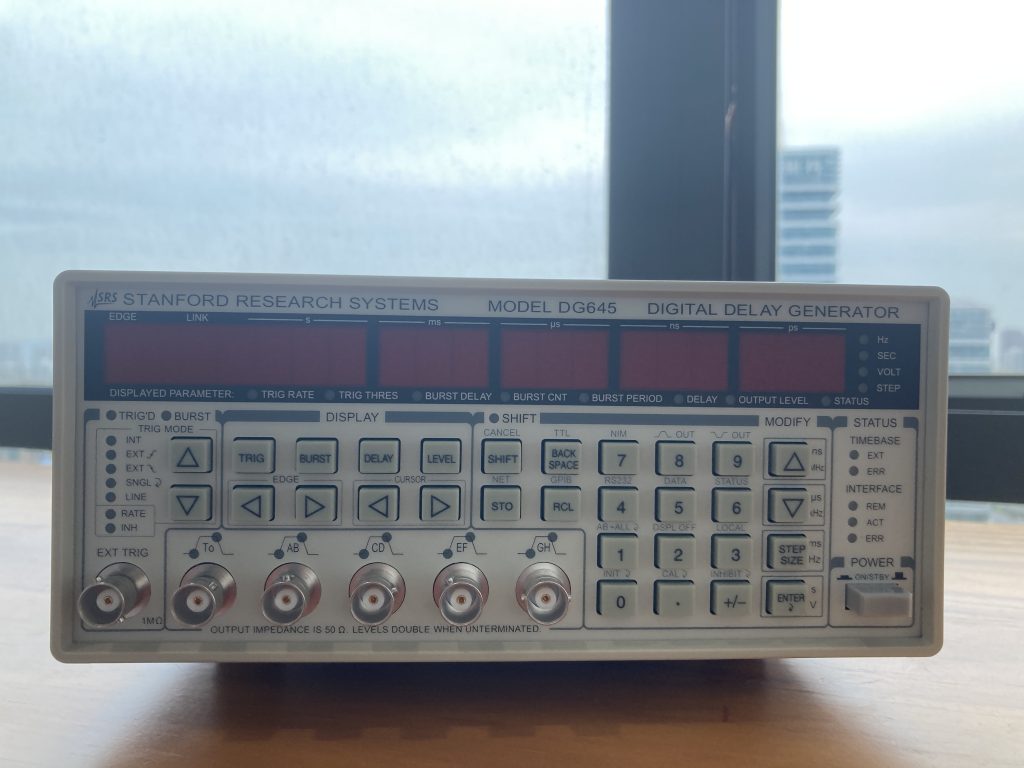 SRS STANFORD RESEARCH SYSTEMS MODEL DG645 DIGITAL DELAY GENERATOR
EDGE LINK s ms µs ns ps
Hz
SEC
VOLT
STEP
DISPLAYED PARAMETER: TRIG RATE TRIG THRES BURST DELAY BURST CNT BURST PERIOD DELAY OUTPUT LEVEL STATUS
TRIG'D BURST
TRIG MODE
INT
EXT
EXT
SNGL
LINE
RATE
INH
EXT TRIG
1MΩ
DISPLAY
TRIG BURST DELAY LEVEL
EDGE CURSOR
To AB CD EF GH
OUTPUT IMPEDANCE IS 50 Ω. LEVELS DOUBLE WHEN UNTERMINATED.
SHIFT
CANCEL TTL NIM OUT OUT
SHIFT BACK SPACE 7 8 9
NET GPIB RS232 DATA STATUS
STO RCL 4 5 6
AB→ALL DSPL OFF LOCAL
1 2 3
INIT CAL INHIBIT
0 . +/−
MODIFY
ns
MHz
µs
kHz
STEP SIZE
ms
Hz
ENTER
s
V
STATUS
TIMEBASE
EXT
ERR
INTERFACE
REM
ACT
ERR
POWER
ON/STBY